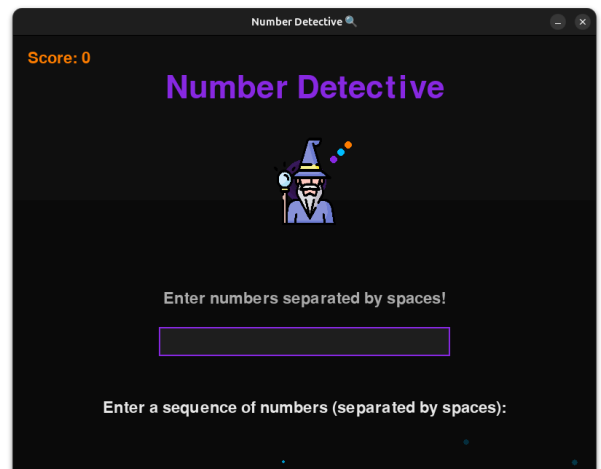 Number Detective 🔍
Score: 0
Number Detective
Enter numbers separated by spaces!
Enter a sequence of numbers (separated by spaces):